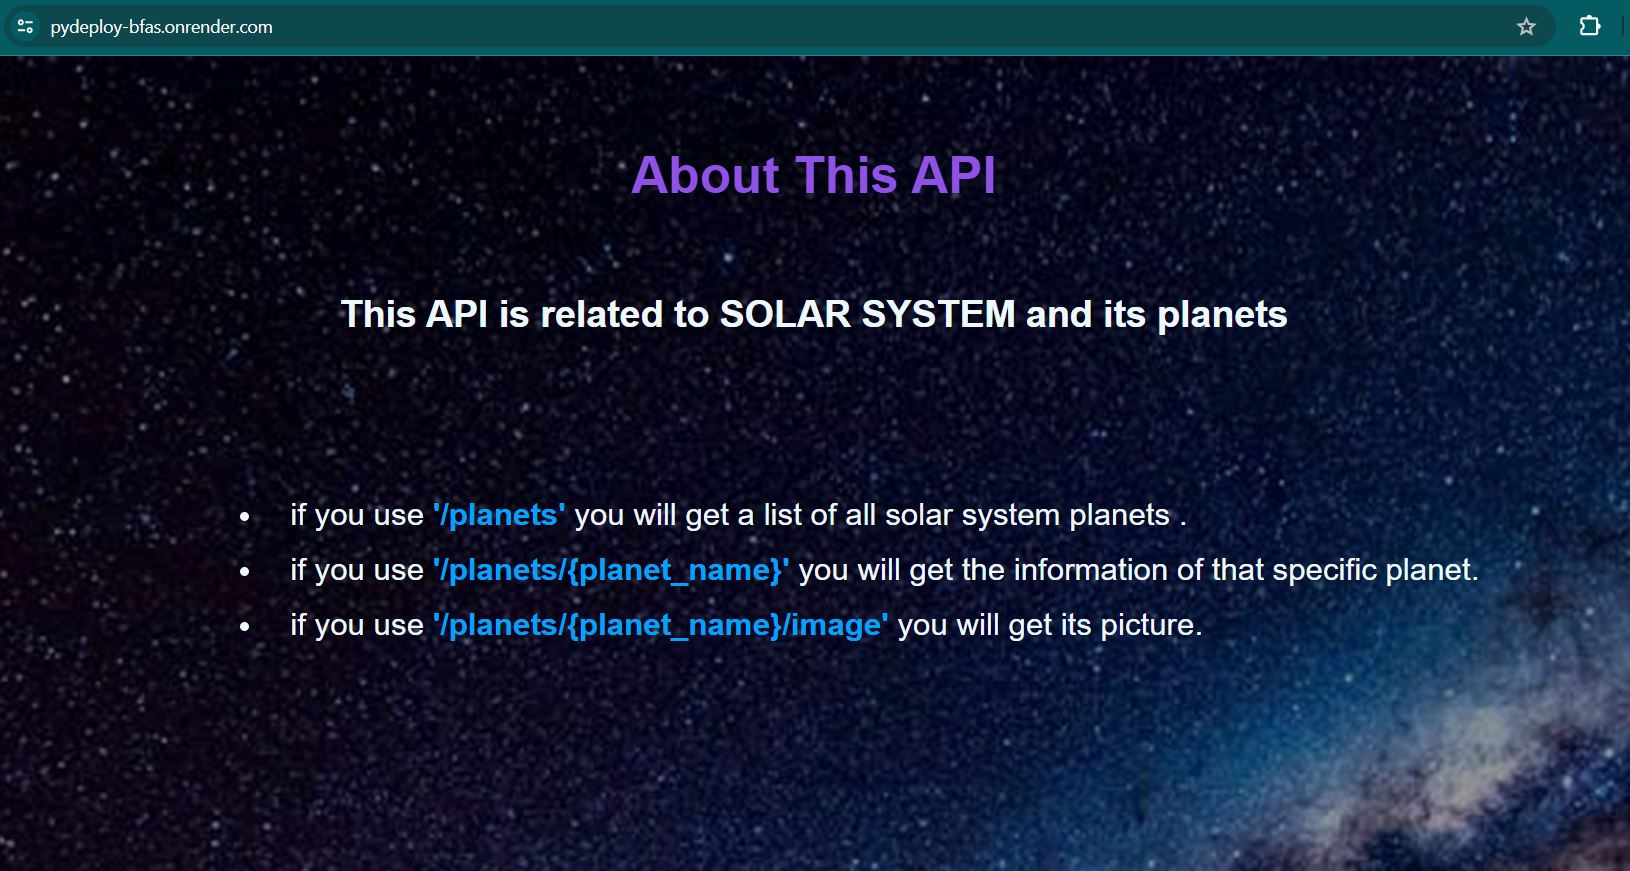 pydeploy-bfas.onrender.com
About This API
This API is related to SOLAR SYSTEM and its planets
if you use '/planets' you will get a list of all solar system planets .
if you use '/planets/{planet_name}' you will get the information of that specific planet.
if you use '/planets/{planet_name}/image' you will get its picture.